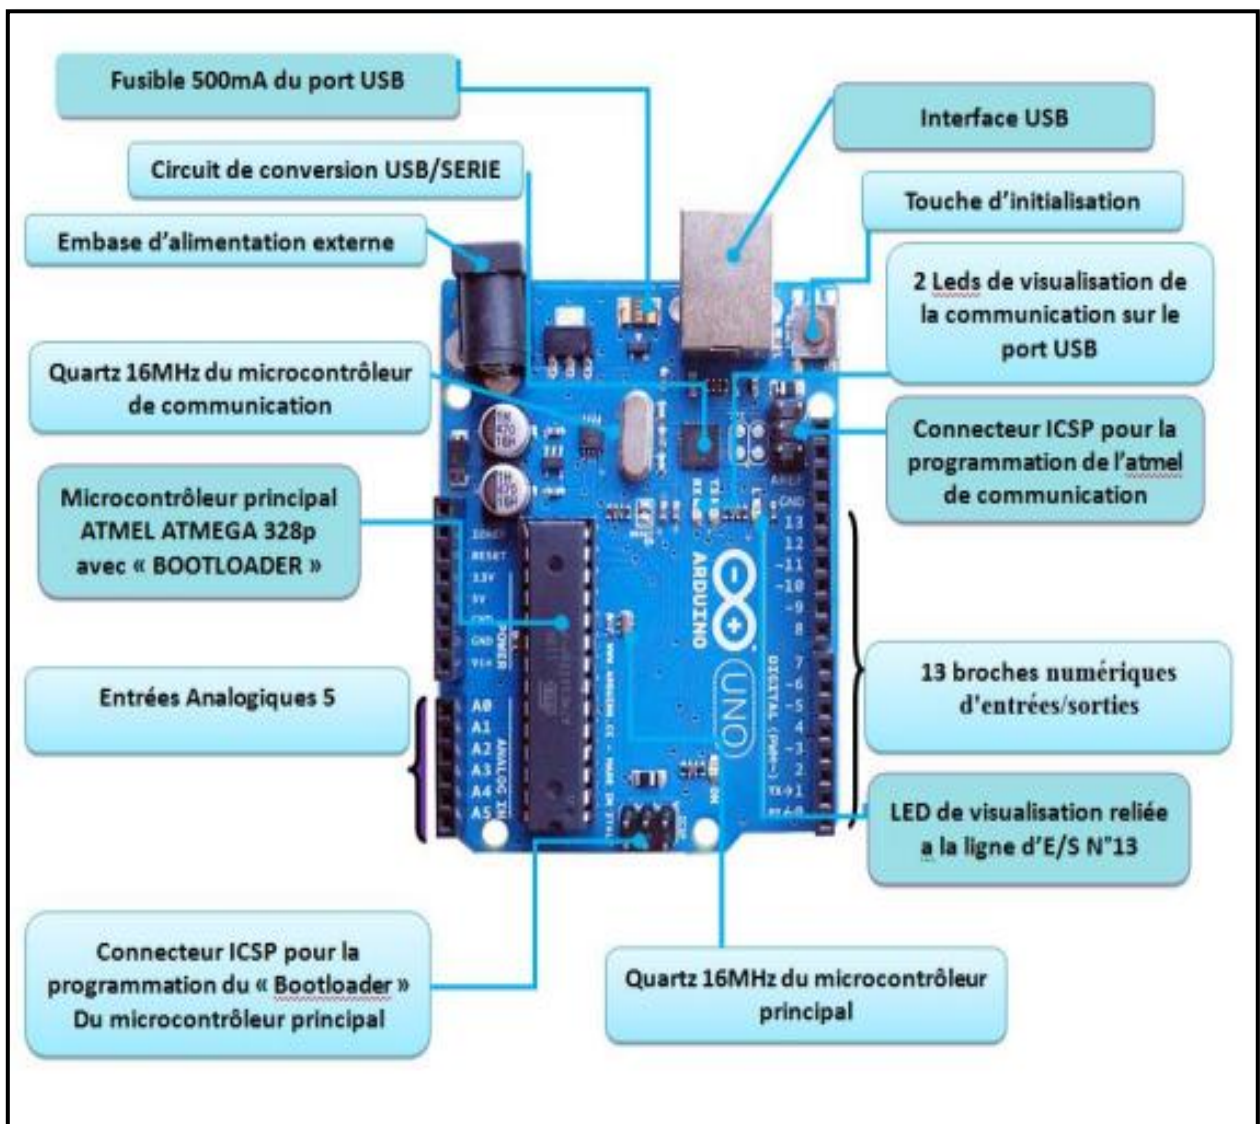 Fusible 500mA du port USB
Interface USB
Circuit de conversion USB/SERIE
Touche d'initialisation
Embase d'alimentation externe
2 Leds de visualisation de
la communication sur le
port USB
Quartz 16MHz du microcontrôleur
de communication
Connecteur ICSP pour la
programmation de l'atmel
de communication
Microcontrôleur principal
ATMEL ATMEGA 328p
avec « BOOTLOADER »
Entrées Analogiques 5
13 broches numériques
d'entrées/sorties
LED de visualisation reliée
a la ligne d'E/S N°13
Connecteur ICSP pour la
programmation du « Bootloader »
Du microcontrôleur principal
Quartz 16MHz du microcontrôleur
principal
470
16H
RESET
5V
GND
Vin
POWER
A0
A1
A2
A3
A4
A5
ANALOG IN
ARDUINO
UNO
AREF
GND
13
12
~11
~10
~9
8
7
~6
~5
4
~3
2
TX→1
DIGITAL (PWM~)
ON